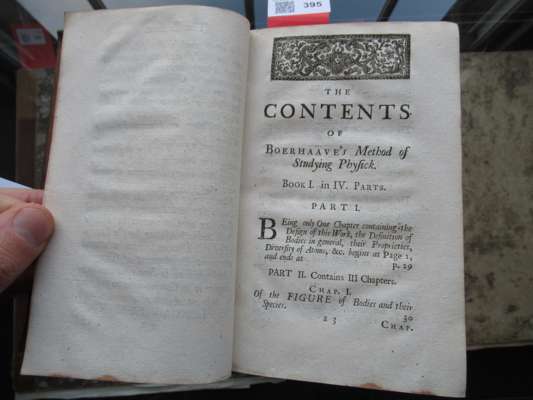 395
THE
CONTENTS
OF
BOERHAAVE'S Method of
Studying Phyſick.
BOOK I. in IV. PARTS.
PART I.
BEing only One Chapter containing the
Deſign of this Work, the Definition of
Bodies in general, their Proprieties,
Diverſity of Atoms, &c. begins at Page 1,
and ends at p. 29
PART II. Contains III Chapters.
CHAP. I.
Of the FIGURE of Bodies and their
Species. 30
a 3 CHAP.